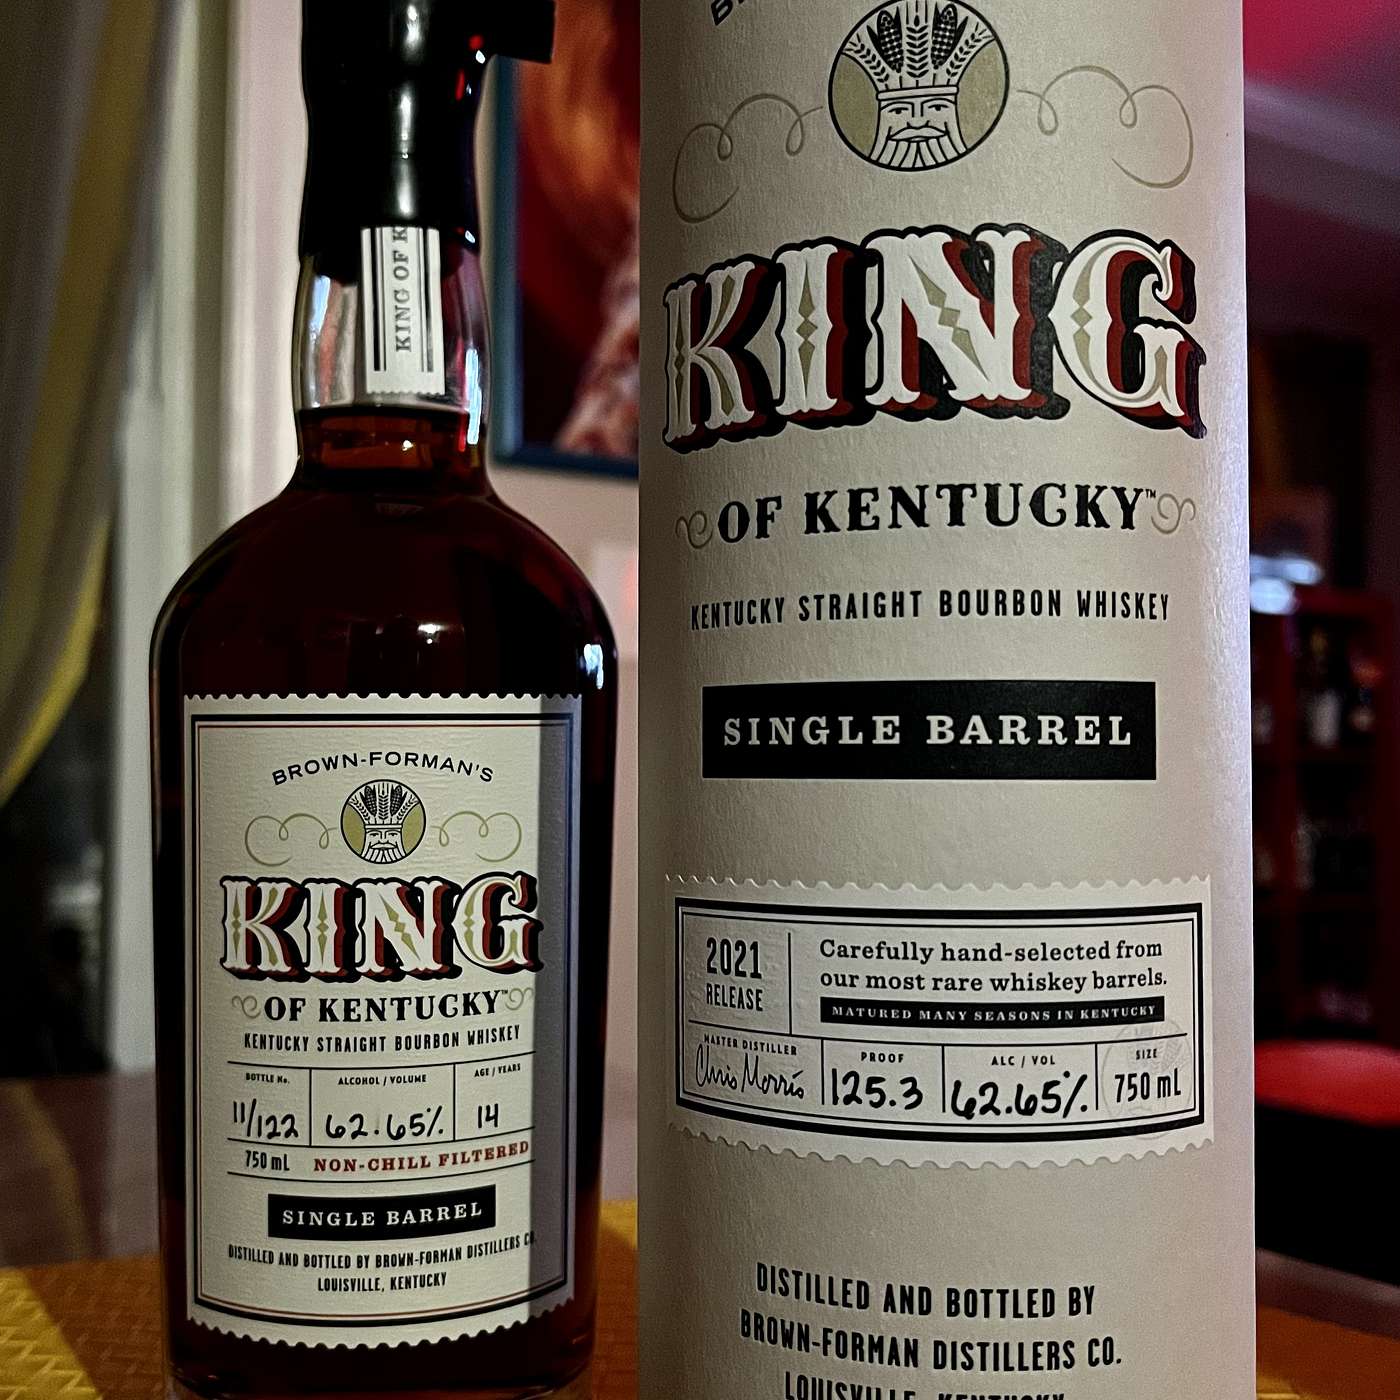 KING OF K
BROWN-FORMAN'S
KING
OF KENTUCKY™
KENTUCKY STRAIGHT BOURBON WHISKEY
BOTTLE No.
11/122
ALCOHOL / VOLUME
62.65%
AGE / YEARS
14
750 mL
NON-CHILL FILTERED
SINGLE BARREL
DISTILLED AND BOTTLED BY BROWN-FORMAN DISTILLERS CO.
LOUISVILLE, KENTUCKY
KING
OF KENTUCKY™
KENTUCKY STRAIGHT BOURBON WHISKEY
SINGLE BARREL
2021
RELEASE
Carefully hand-selected from
our most rare whiskey barrels.
MATURED MANY SEASONS IN KENTUCKY
MASTER DISTILLER
Chris Morris
PROOF
125.3
ALC / VOL
62.65%
SIZE
750 mL
DISTILLED AND BOTTLED BY
BROWN-FORMAN DISTILLERS CO.
LOUISVILLE, KENTUCKY